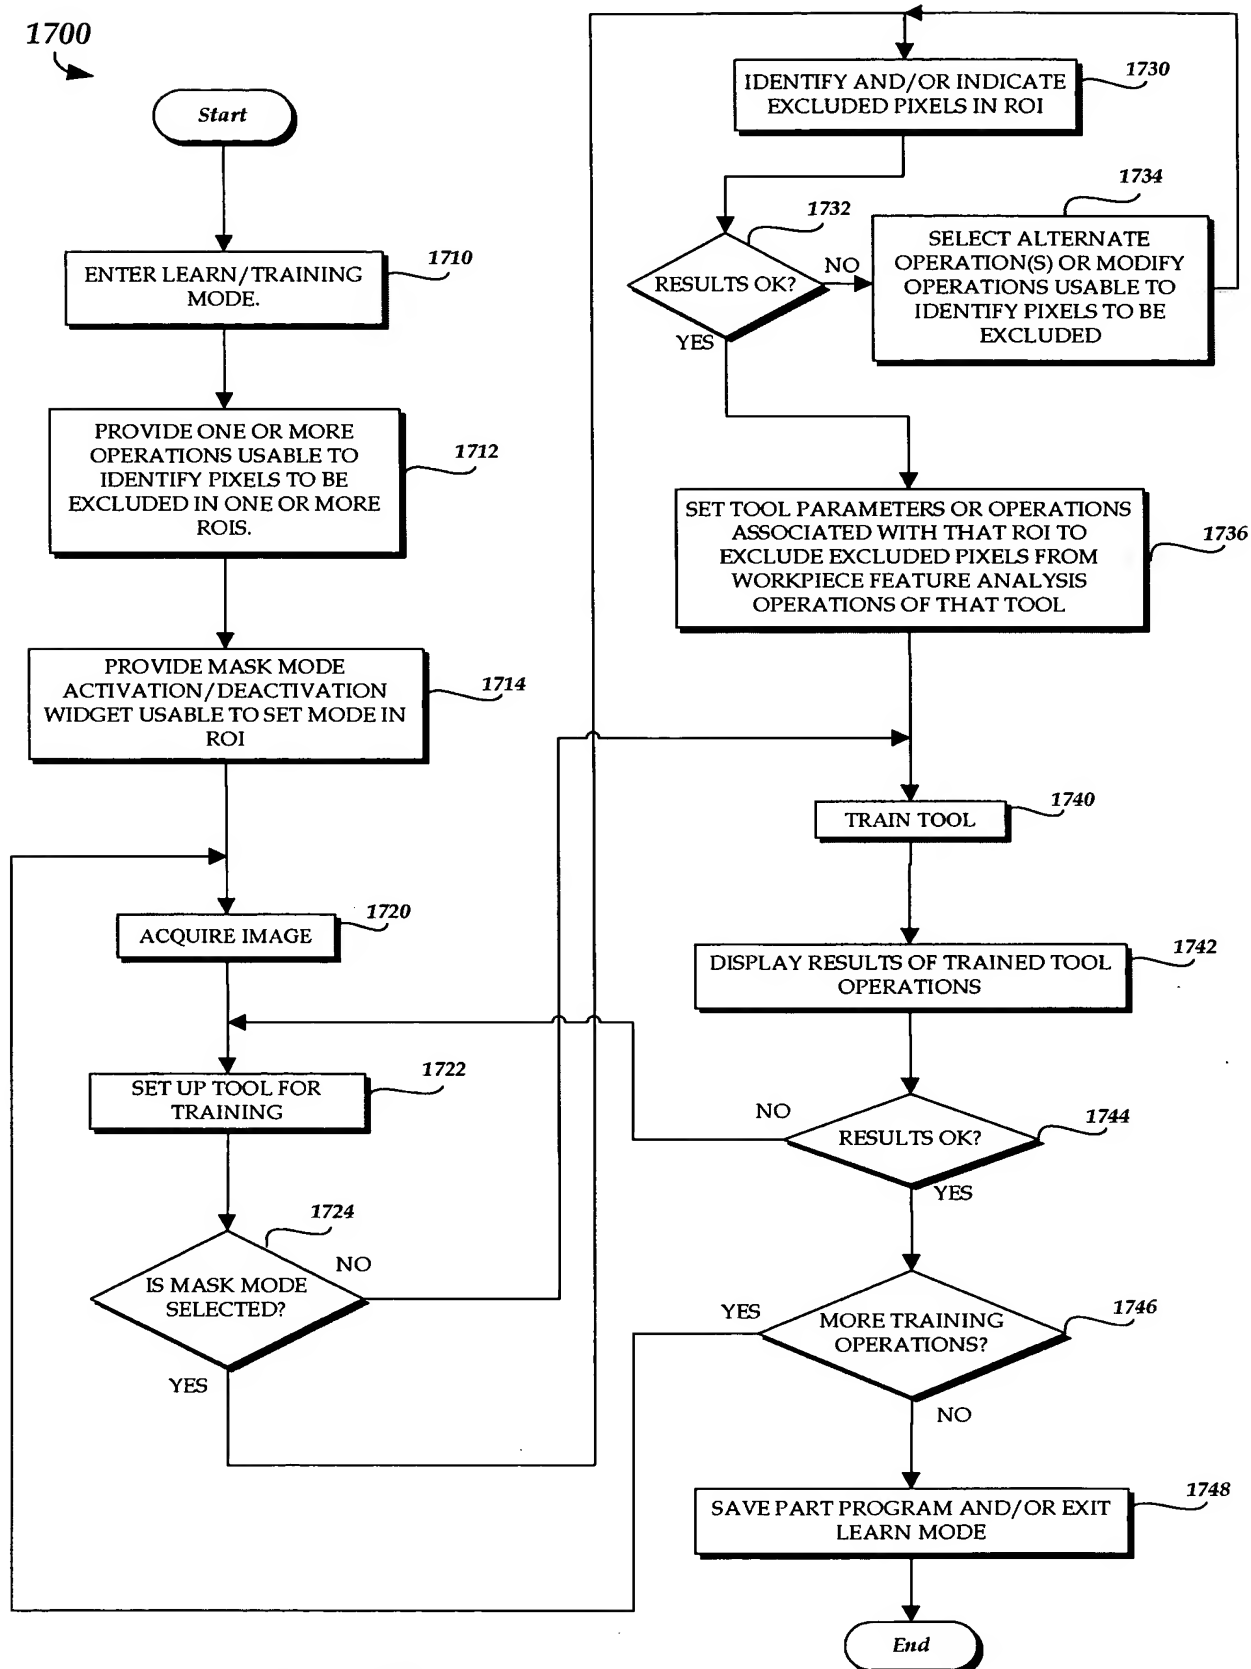 1700
Start
ENTER LEARN/TRAINING
MODE.
1710
PROVIDE ONE OR MORE
OPERATIONS USABLE TO
IDENTIFY PIXELS TO BE
EXCLUDED IN ONE OR MORE
ROIS.
1712
PROVIDE MASK MODE
ACTIVATION/DEACTIVATION
WIDGET USABLE TO SET MODE IN
ROI
1714
ACQUIRE IMAGE
1720
SET UP TOOL FOR
TRAINING
1722
IS MASK MODE
SELECTED?
1724
NO
YES
IDENTIFY AND/OR INDICATE
EXCLUDED PIXELS IN ROI
1730
RESULTS OK?
1732
NO
YES
SELECT ALTERNATE
OPERATION(S) OR MODIFY
OPERATIONS USABLE TO
IDENTIFY PIXELS TO BE
EXCLUDED
1734
SET TOOL PARAMETERS OR OPERATIONS
ASSOCIATED WITH THAT ROI TO
EXCLUDE EXCLUDED PIXELS FROM
WORKPIECE FEATURE ANALYSIS
OPERATIONS OF THAT TOOL
1736
TRAIN TOOL
1740
DISPLAY RESULTS OF TRAINED TOOL
OPERATIONS
1742
RESULTS OK?
1744
NO
YES
MORE TRAINING
OPERATIONS?
1746
YES
NO
SAVE PART PROGRAM AND/OR EXIT
LEARN MODE
1748
End